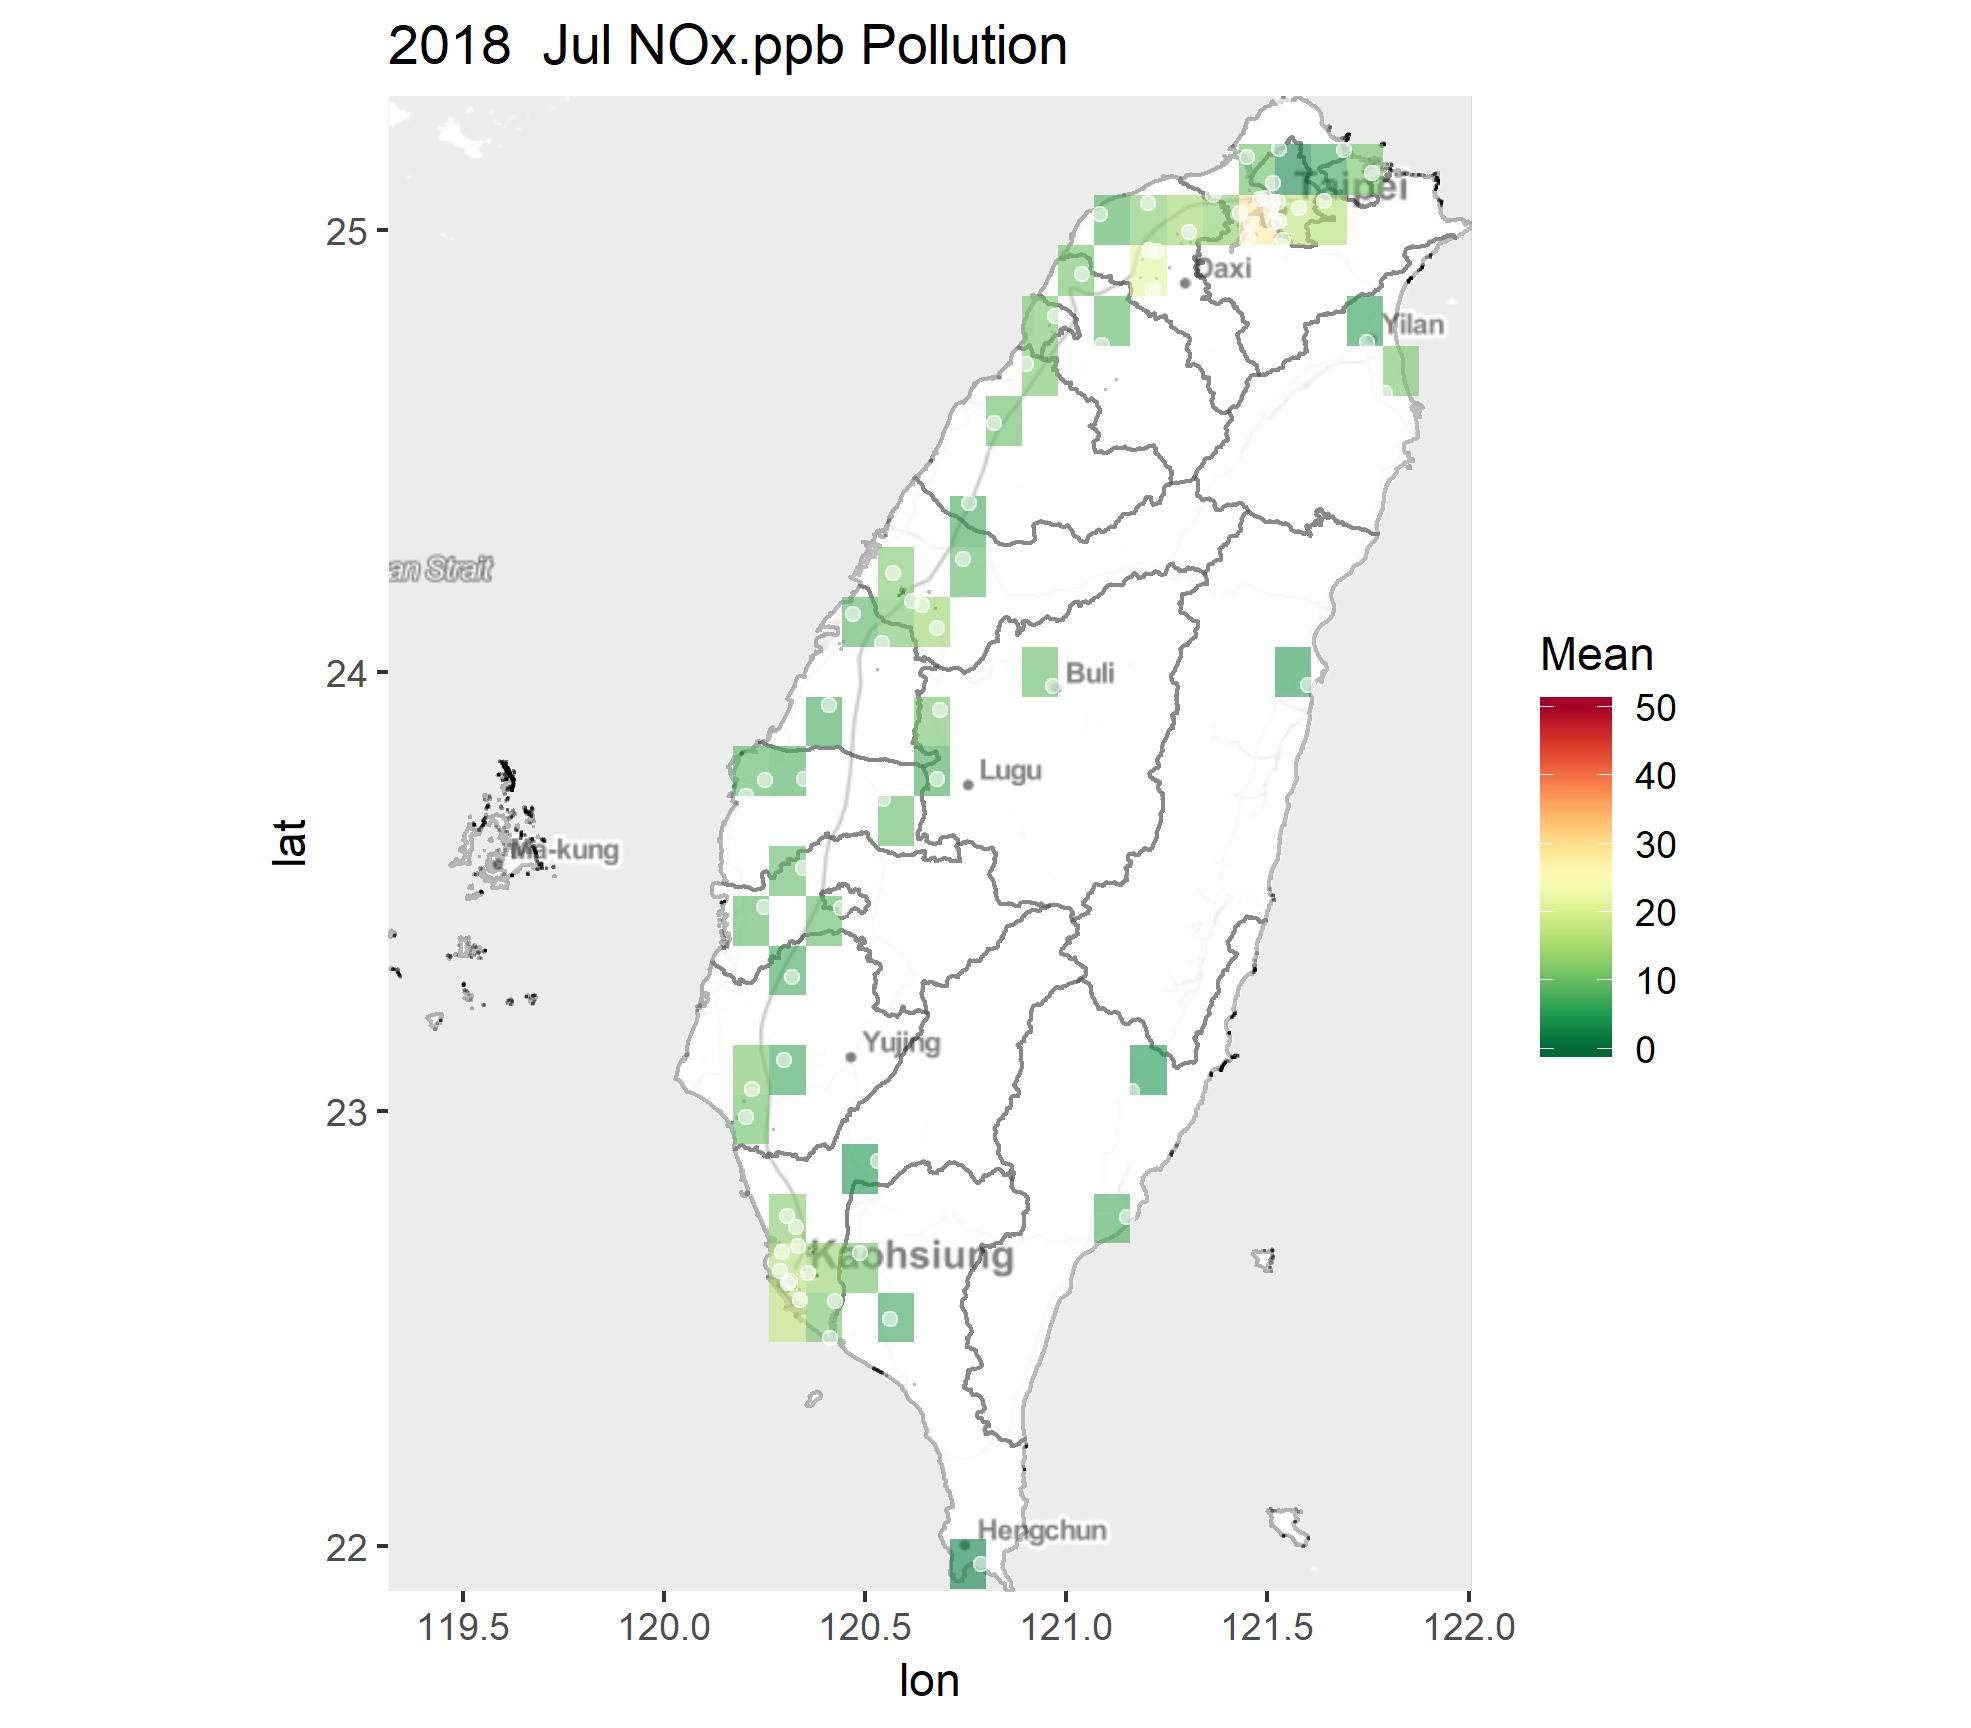 2018  Jul NOx.ppb Pollution
25
24
23
22
lat
Taipei
Daxi
Yilan
an Strait
Buli
Lugu
Ma-kung
Yujing
Kaohsiung
Hengchun
119.5
120.0
120.5
121.0
121.5
122.0
lon
Mean
50
40
30
20
10
0